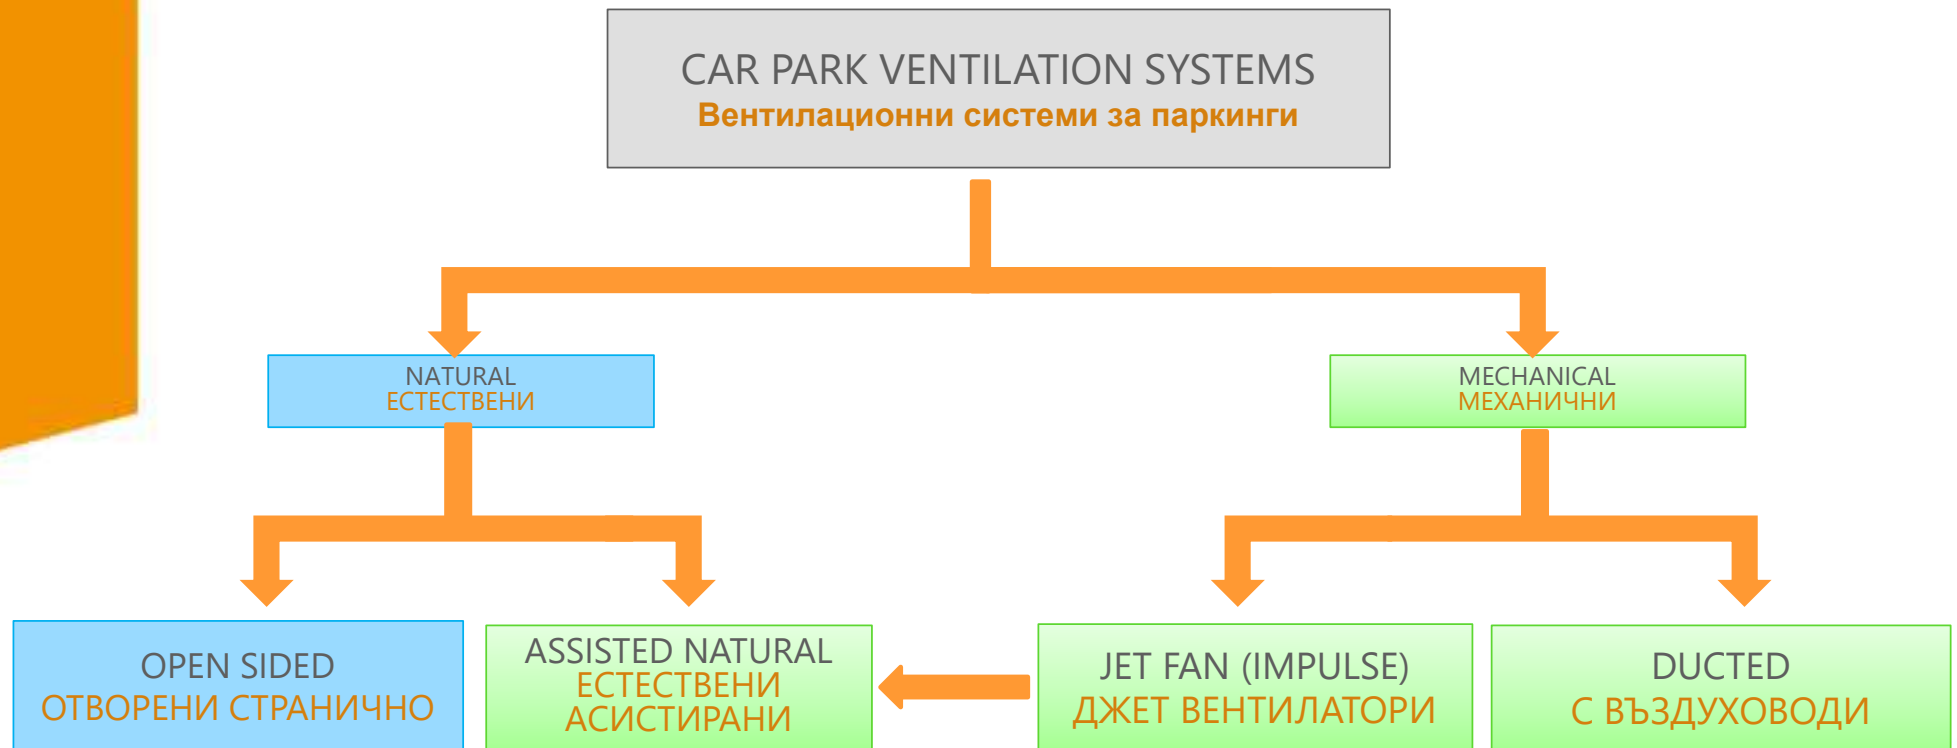 CAR PARK VENTILATION SYSTEMS
Вентилационни системи за паркинги
NATURAL
ЕСТЕСТВЕНИ
MECHANICAL
МЕХАНИЧНИ
OPEN SIDED
ОТВОРЕНИ СТРАНИЧНО
ASSISTED NATURAL
ЕСТЕСТВЕНИ
АСИСТИРАНИ
JET FAN (IMPULSE)
ДЖЕТ ВЕНТИЛАТОРИ
DUCTED
С ВЪЗДУХОВОДИ